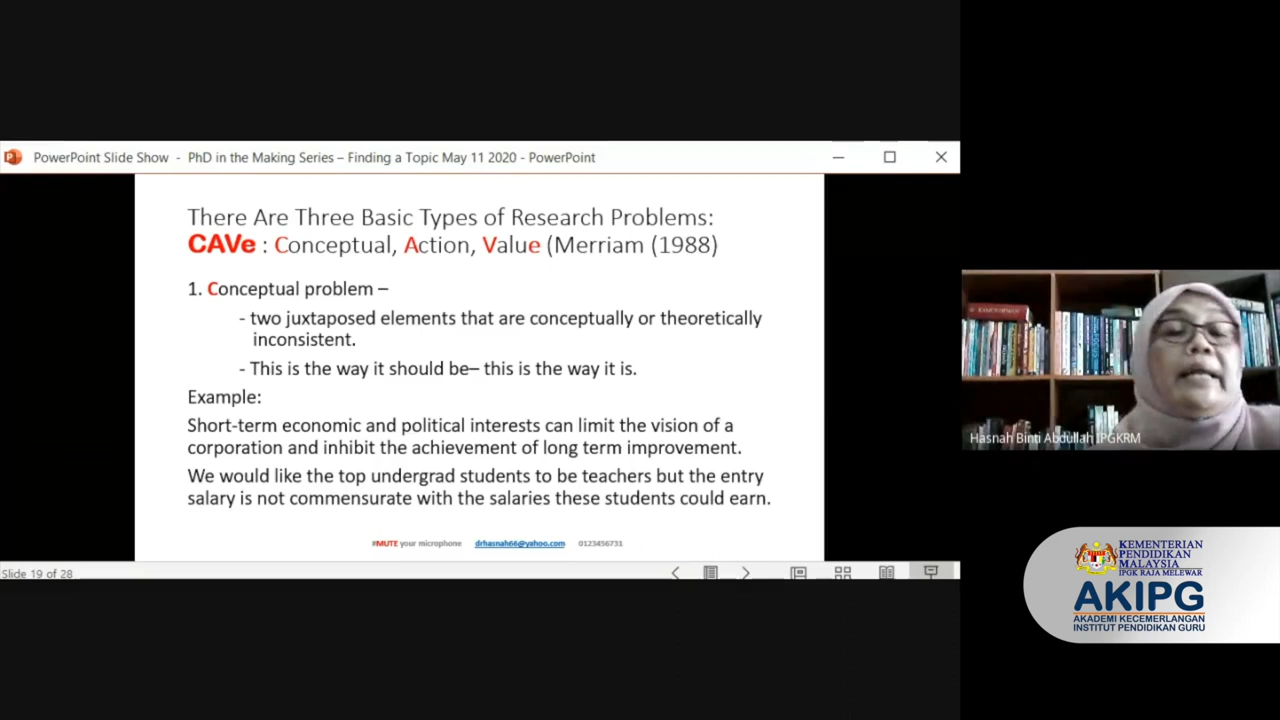 PowerPoint Slide Show - PhD in the Making Series – Finding a Topic May 11 2020 - PowerPoint
There Are Three Basic Types of Research Problems:
CAVe : Conceptual, Action, Value (Merriam (1988)
1. Conceptual problem –
- two juxtaposed elements that are conceptually or theoretically
inconsistent.
- This is the way it should be– this is the way it is.
Example:
Short-term economic and political interests can limit the vision of a
corporation and inhibit the achievement of long term improvement.
We would like the top undergrad students to be teachers but the entry
salary is not commensurate with the salaries these students could earn.
#MUTE your microphone drhasnah66@yahoo.com 0123456731
Slide 19 of 28
Hasnah Binti Abdullah IPGKRM
KEMENTERIAN
PENDIDIKAN
MALAYSIA
IPGK RAJA MELEWAR
AKIPG
AKADEMI KECEMERLANGAN
INSTITUT PENDIDIKAN GURU